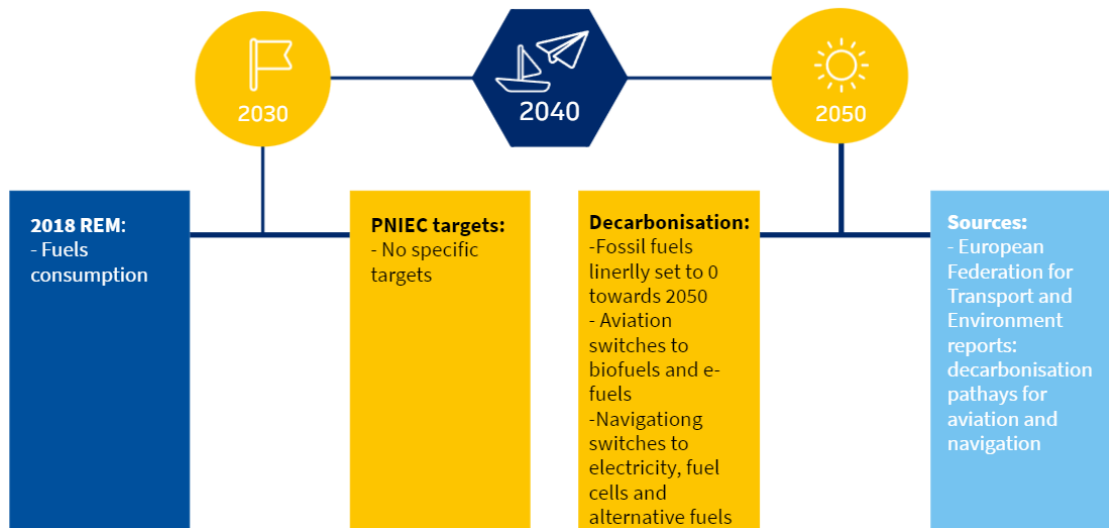 2030
2040
2050
2018 REM:
- Fuels
consumption
PNIEC targets:
- No specific
targets
Decarbonisation:
-Fossil fuels
linerlly set to 0
towards 2050
- Aviation
switches to
biofuels and e-
fuels
-Navigationg
switches to
electricity, fuel
cells and
alternative fuels
Sources:
- European
Federation for
Transport and
Environment
reports:
decarbonisation
pathays for
aviation and
navigation